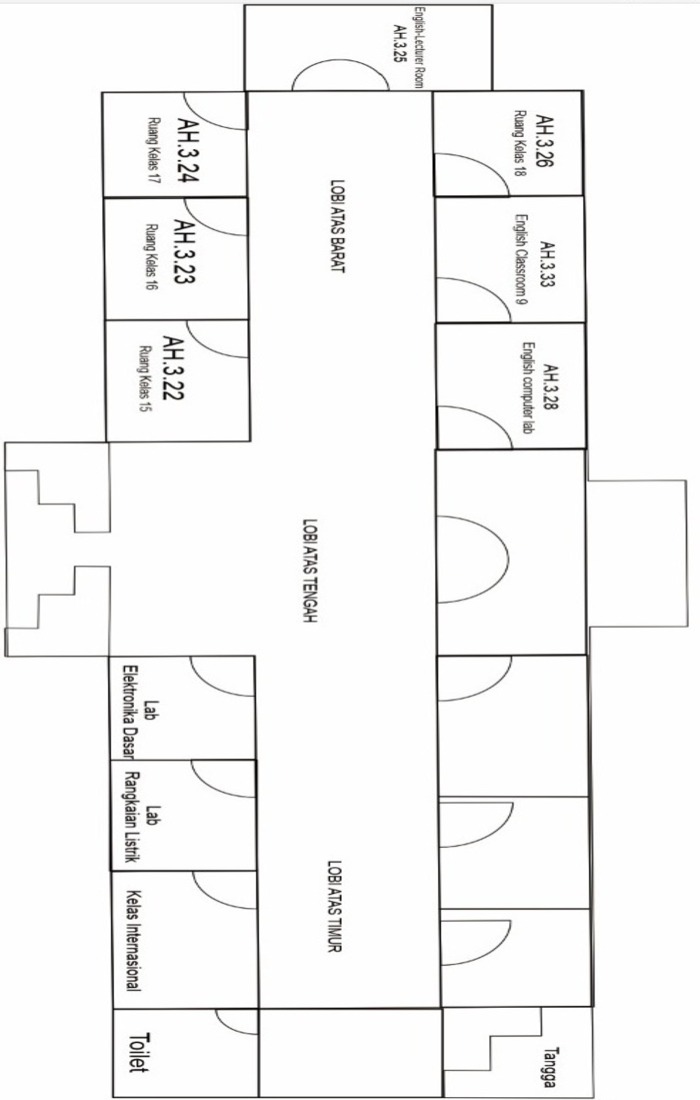 English-Lecturer Room
AH.3.25
AH.3.24
Ruang Kelas 17
AH.3.26
Ruang Kelas 18
LOBI ATAS BARAT
AH.3.23
Ruang Kelas 16
AH.3.33
English Classroom 9
AH.3.22
Ruang Kelas 15
AH.3.28
English computer lab
LOBI ATAS TENGAH
Lab
Elektronika Dasar
Lab
Rangkaian Listrik
LOBI ATAS TIMUR
Kelas Internasional
Toilet
Tangga